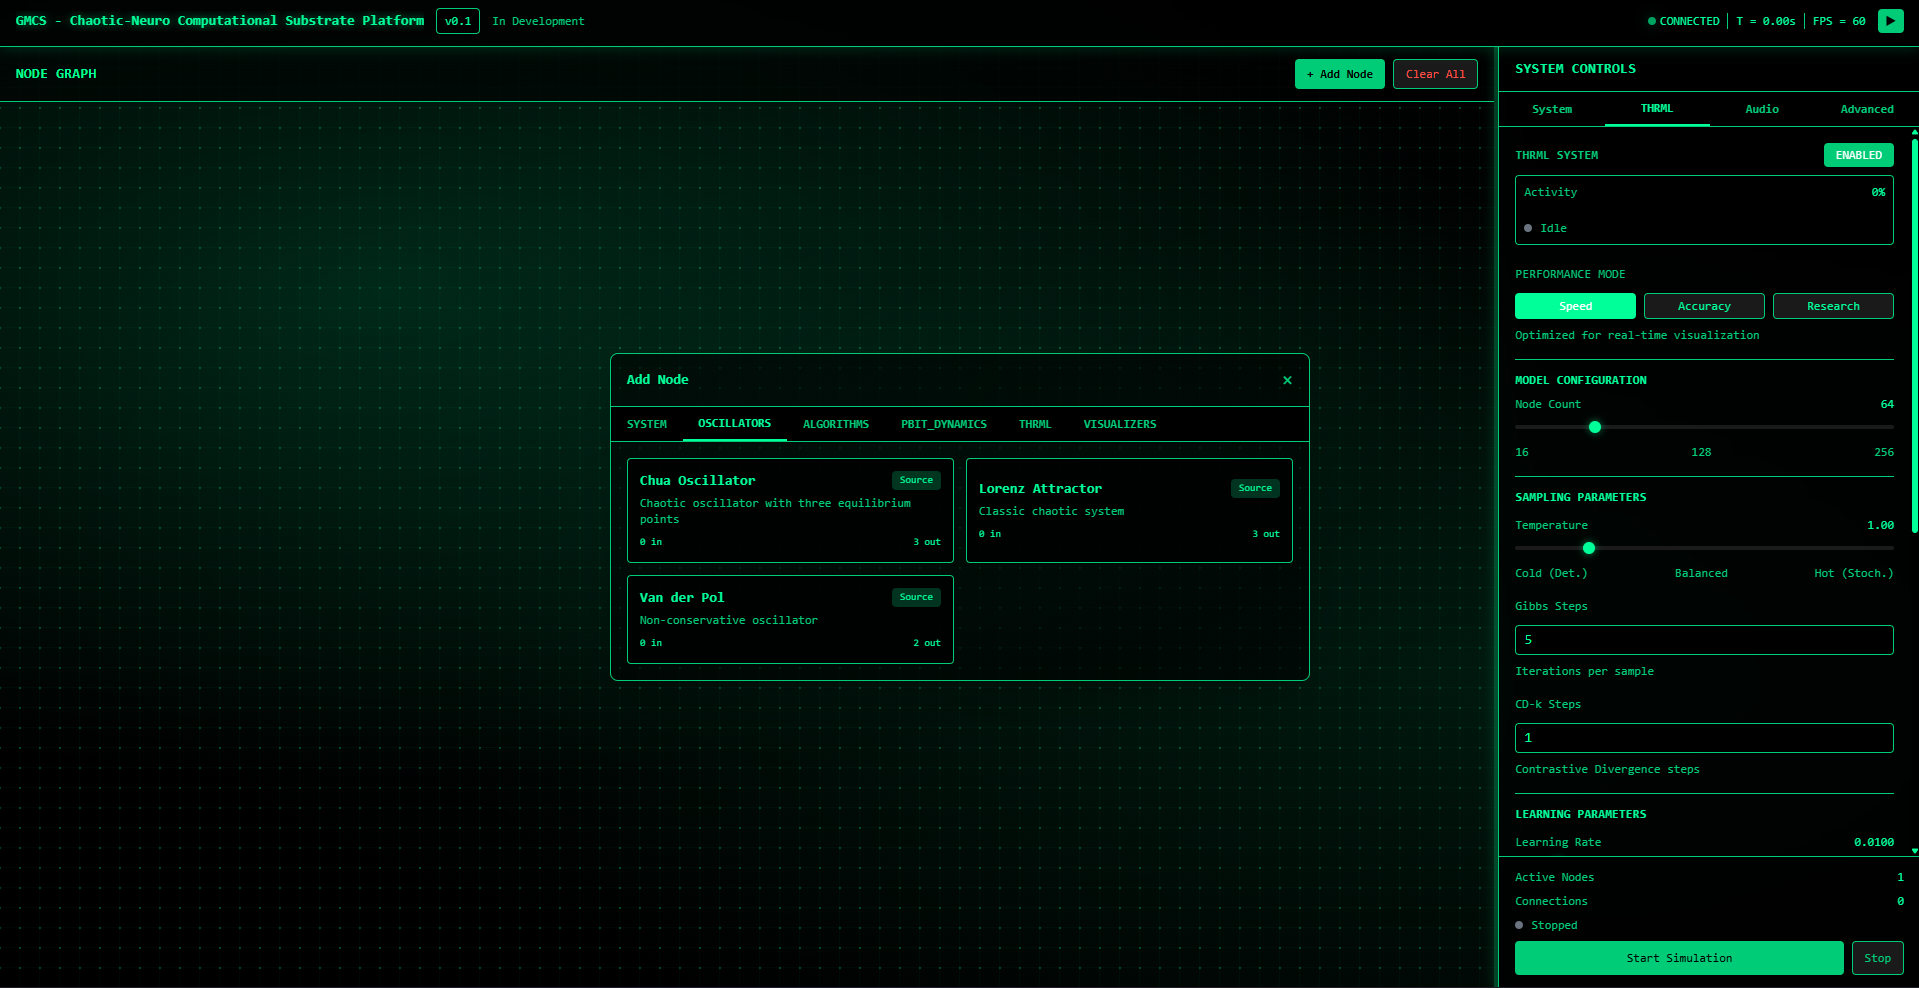 GMCS - Chaotic-Neuro Computational Substrate Platform v0.1 In Development
CONNECTED T = 0.00s FPS = 60
NODE GRAPH
+ Add Node Clear All
Add Node ×
SYSTEM OSCILLATORS ALGORITHMS PBIT_DYNAMICS THRML VISUALIZERS
Chua Oscillator Source
Chaotic oscillator with three equilibrium
points
0 in 3 out
Lorenz Attractor Source
Classic chaotic system
0 in 3 out
Van der Pol Source
Non-conservative oscillator
0 in 2 out
SYSTEM CONTROLS
System THRML Audio Advanced
THRML SYSTEM ENABLED
Activity 0%
Idle
PERFORMANCE MODE
Speed Accuracy Research
Optimized for real-time visualization
MODEL CONFIGURATION
Node Count 64
16 128 256
SAMPLING PARAMETERS
Temperature 1.00
Cold (Det.) Balanced Hot (Stoch.)
Gibbs Steps
5
Iterations per sample
CD-k Steps
1
Contrastive Divergence steps
LEARNING PARAMETERS
Learning Rate 0.0100
Active Nodes 1
Connections 0
Stopped
Start Simulation Stop